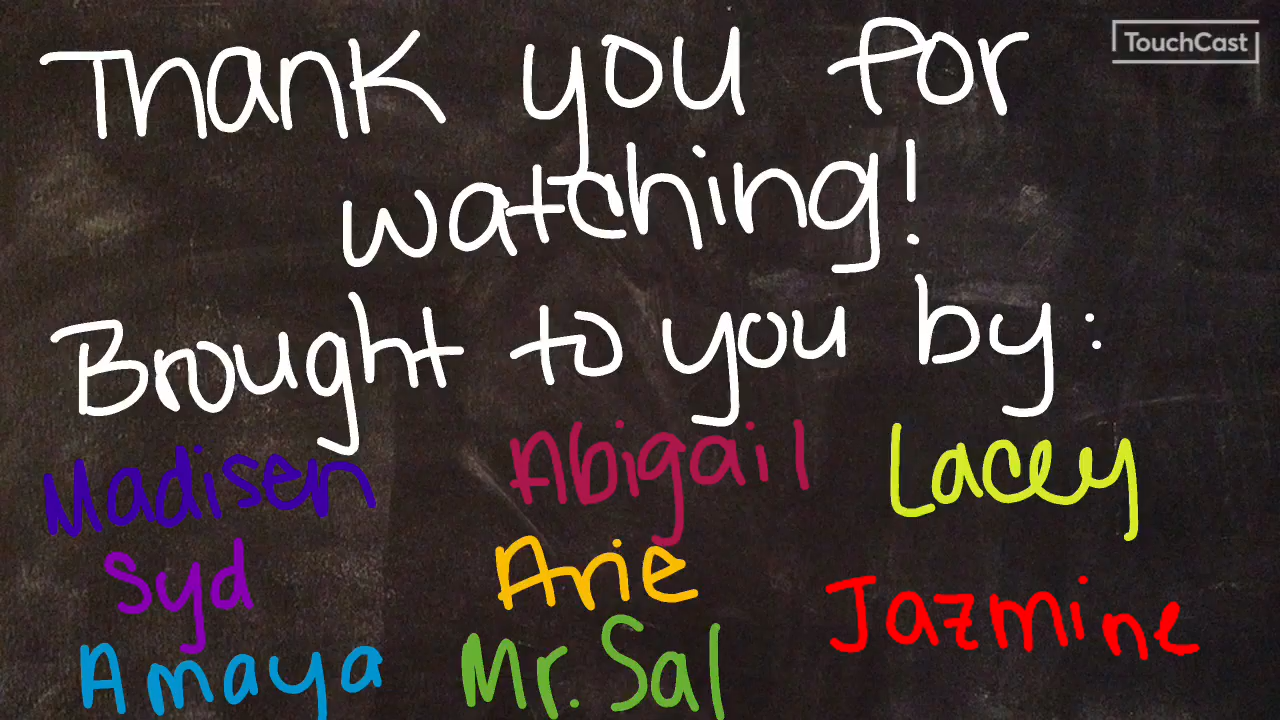 Thank you for
TouchCast
watching!
Brought to you by:
Madisen Abigail Lacey
Syd Arie Jazmine
Amaya Mr. Sal